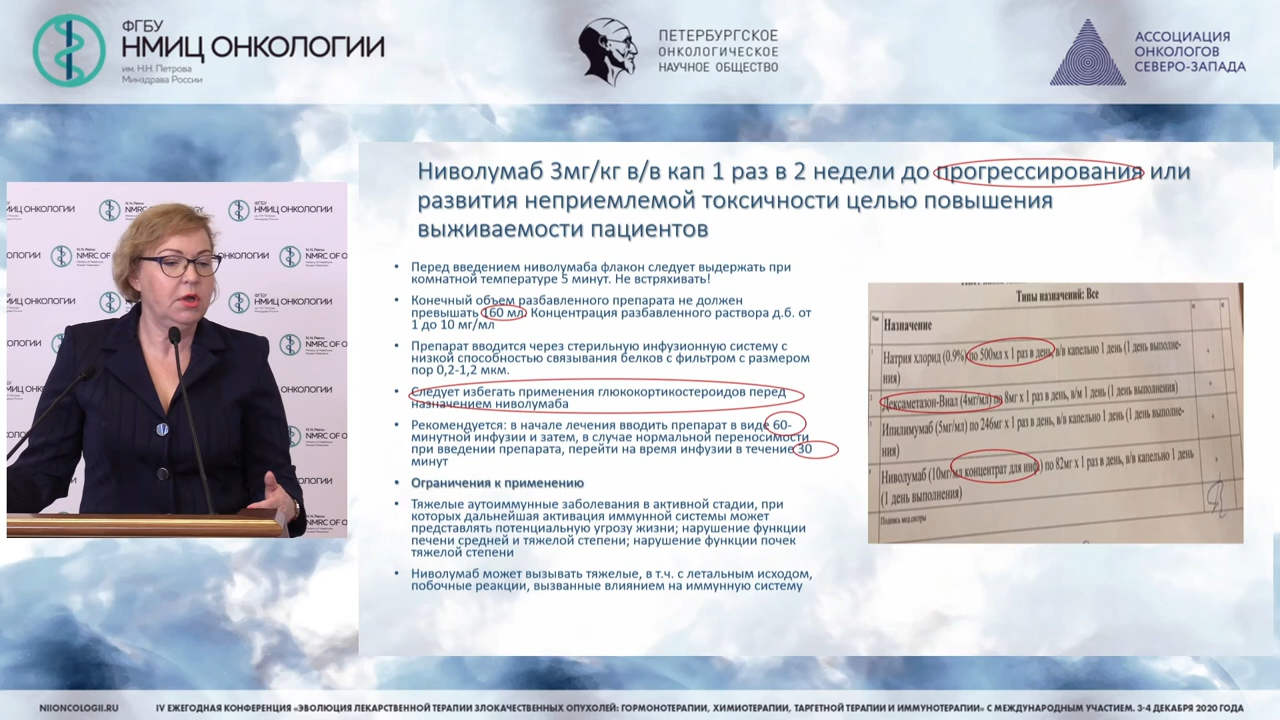 ФГБУ
НМИЦ ОНКОЛОГИИ
им. Н.Н. Петрова
Минздрава России
ПЕТЕРБУРГСКОЕ
ОНКОЛОГИЧЕСКОЕ
НАУЧНОЕ ОБЩЕСТВО
АССОЦИАЦИЯ
ОНКОЛОГОВ
СЕВЕРО-ЗАПАДА
Ниволумаб 3мг/кг в/в кап 1 раз в 2 недели до прогрессирования или
развития неприемлемой токсичности целью повышения
выживаемости пациентов
• Перед введением ниволумаба флакон следует выдержать при
комнатной температуре 5 минут. Не встряхивать!
• Конечный объем разбавленного препарата не должен
превышать 160 мл. Концентрация разбавленного раствора д.б. от
1 до 10 мг/мл
• Препарат вводится через стерильную инфузионную систему с
низкой способностью связывания белков с фильтром с размером
пор 0,2-1,2 мкм.
• Следует избегать применения глюкокортикостероидов перед
назначением ниволумаба
• Рекомендуется: в начале лечения вводить препарат в виде 60-
минутной инфузии и затем, в случае нормальной переносимости
при введении препарата, перейти на время инфузии в течение 30
минут
• Ограничения к применению
• Тяжелые аутоиммунные заболевания в активной стадии, при
которых дальнейшая активация иммунной системы может
представлять потенциальную угрозу жизни; нарушение функции
печени средней и тяжелой степени; нарушение функции почек
тяжелой степени
• Ниволумаб может вызывать тяжелые, в т.ч. с летальным исходом,
побочные реакции, вызванные влиянием на иммунную систему
Типы назначений: Все
Назначение
Натрия хлорид (0.9%) по 500мл х 1 раз в день, в/в капельно 1 день (1 день выполне-
ния)
Дексаметазон-Виал (4мг/мл) по 8мг х 1 раз в день, в/м 1 день (1 день выполнения)
Ипилимумаб (5мг/мл) по 246мг х 1 раз в день, в/в капельно 1 день (1 день выполне-
ния)
Ниволумаб (10мг/мл концентрат для инф) по 82мг х 1 раз в день, в/в капельно 1 день
(1 день выполнения)
Подпись мед.сестры
НМИЦ ОНКОЛОГИИ
NMRC OF O
NIIONCOLOGII.RU
IV ЕЖЕГОДНАЯ КОНФЕРЕНЦИЯ «ЭВОЛЮЦИЯ ЛЕКАРСТВЕННОЙ ТЕРАПИИ ЗЛОКАЧЕСТВЕННЫХ ОПУХОЛЕЙ: ГОРМОНОТЕРАПИИ, ХИМИОТЕРАПИИ, ТАРГЕТНОЙ ТЕРАПИИ И ИММУНОТЕРАПИИ» С МЕЖДУНАРОДНЫМ УЧАСТИЕМ. 3-4 ДЕКАБРЯ 2020 ГОДА